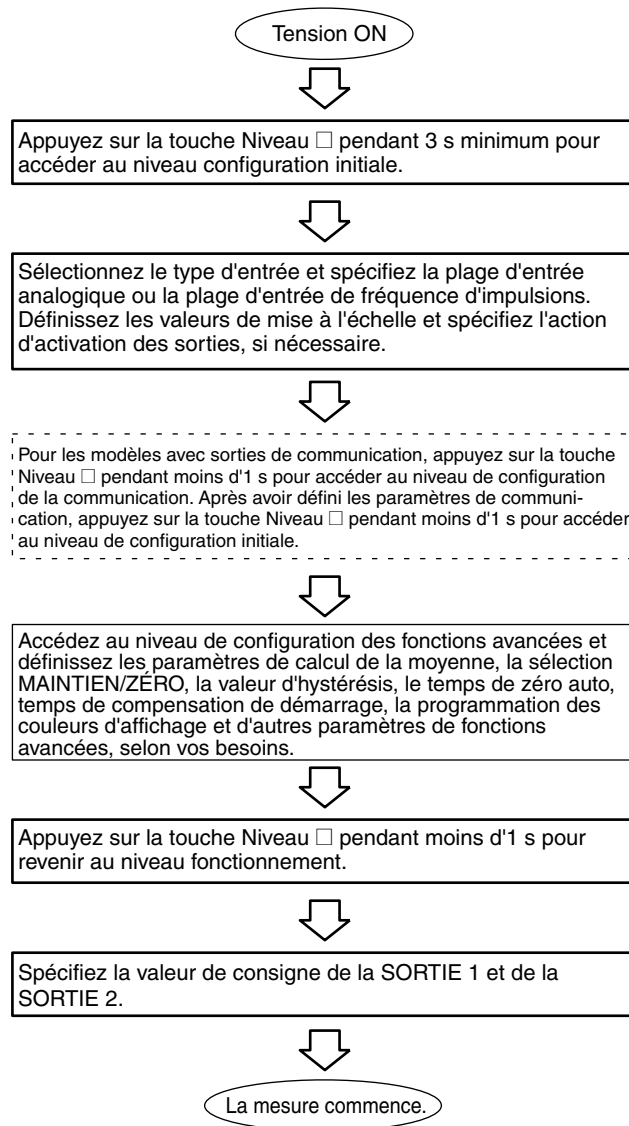 Tension ON
Appuyez sur la touche Niveau □ pendant 3 s minimum pour
accéder au niveau configuration initiale.
Sélectionnez le type d'entrée et spécifiez la plage d'entrée
analogique ou la plage d'entrée de fréquence d'impulsions.
Définissez les valeurs de mise à l'échelle et spécifiez l'action
d'activation des sorties, si nécessaire.
Pour les modèles avec sorties de communication, appuyez sur la touche
Niveau □ pendant moins d'1 s pour accéder au niveau de configuration
de la communication. Après avoir défini les paramètres de communi-
cation, appuyez sur la touche Niveau □ pendant moins d'1 s pour accéder
au niveau de configuration initiale.
Accédez au niveau de configuration des fonctions avancées et
définissez les paramètres de calcul de la moyenne, la sélection
MAINTIEN/ZÉRO, la valeur d'hystérésis, le temps de zéro auto,
temps de compensation de démarrage, la programmation des
couleurs d'affichage et d'autres paramètres de fonctions
avancées, selon vos besoins.
Appuyez sur la touche Niveau □ pendant moins d'1 s pour
revenir au niveau fonctionnement.
Spécifiez la valeur de consigne de la SORTIE 1 et de la
SORTIE 2.
La mesure commence.